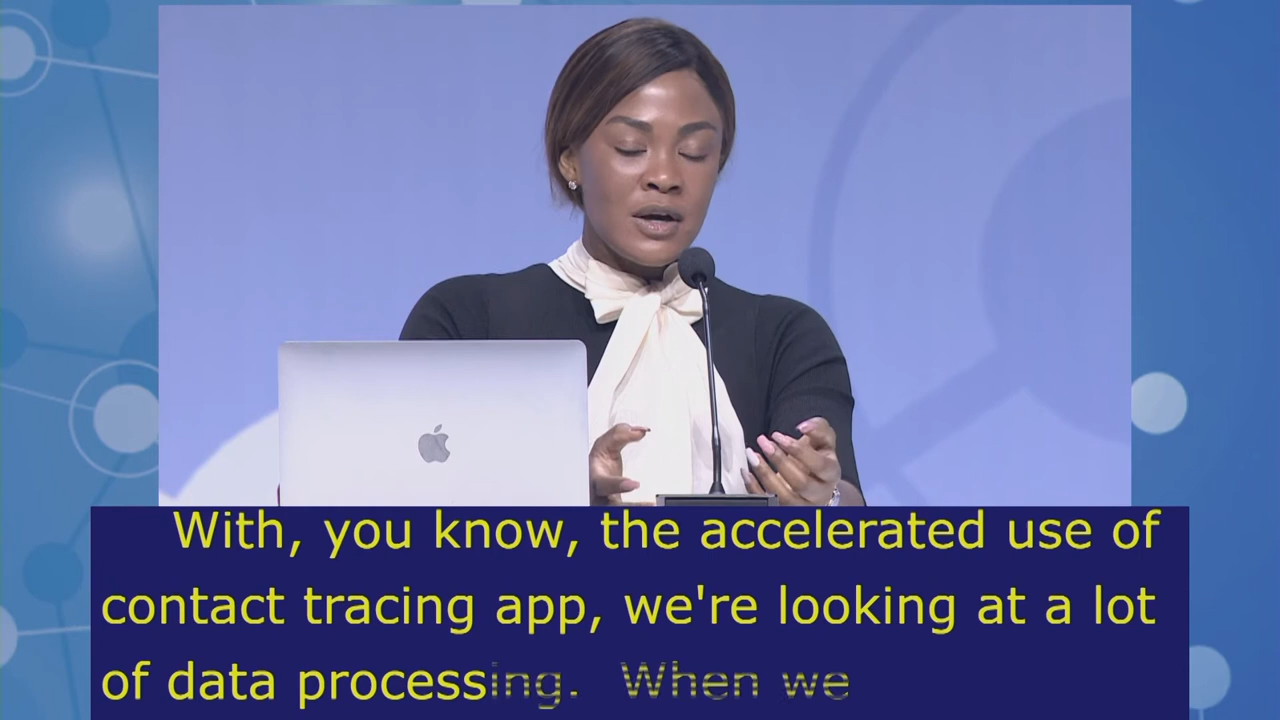 With, you know, the accelerated use of
contact tracing app, we're looking at a lot
of data processing. When we